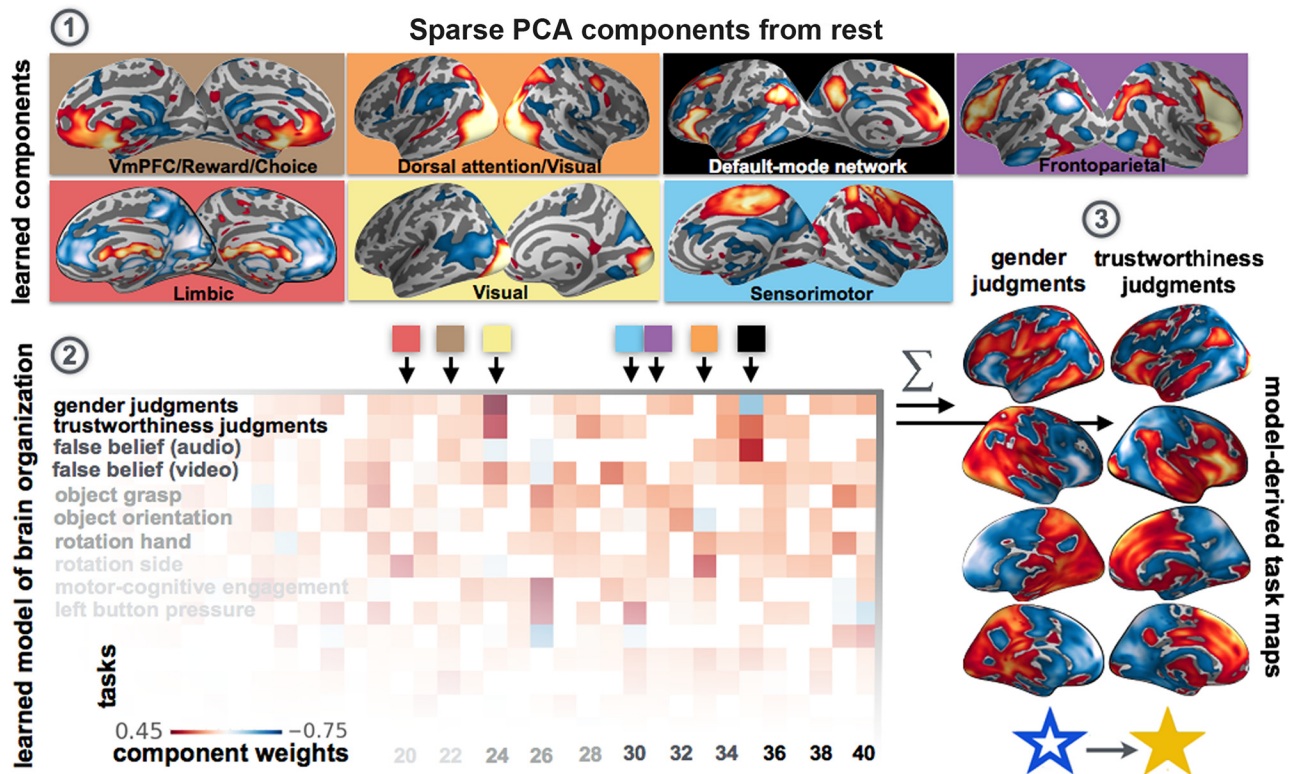 1
Sparse PCA components from rest
learned components
VmPFC/Reward/Choice
Dorsal attention/Visual
Default-mode network
Frontoparietal
Limbic
Visual
Sensorimotor
3
gender
judgments
trustworthiness
judgments
2
learned model of brain organization
Σ
gender judgments
trustworthiness judgments
false belief (audio)
false belief (video)
object grasp
object orientation
rotation hand
rotation side
motor-cognitive engagement
left button pressure
tasks
model-derived task maps
0.45 −0.75
component weights
20 22 24 26 28 30 32 34 36 38 40